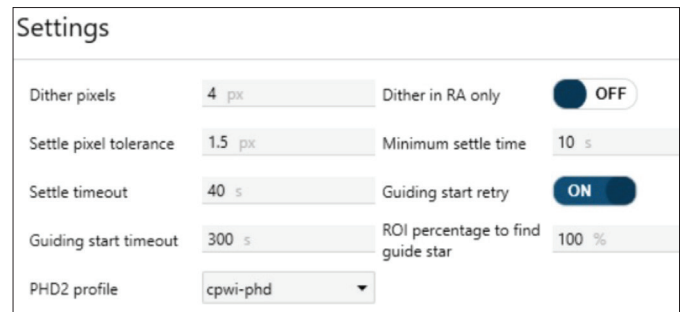 Settings
Dither pixels 4 px Dither in RA only OFF
Settle pixel tolerance 1.5 px Minimum settle time 10 s
Settle timeout 40 s Guiding start retry ON
Guiding start timeout 300 s ROI percentage to find guide star 100 %
PHD2 profile cpwi-phd